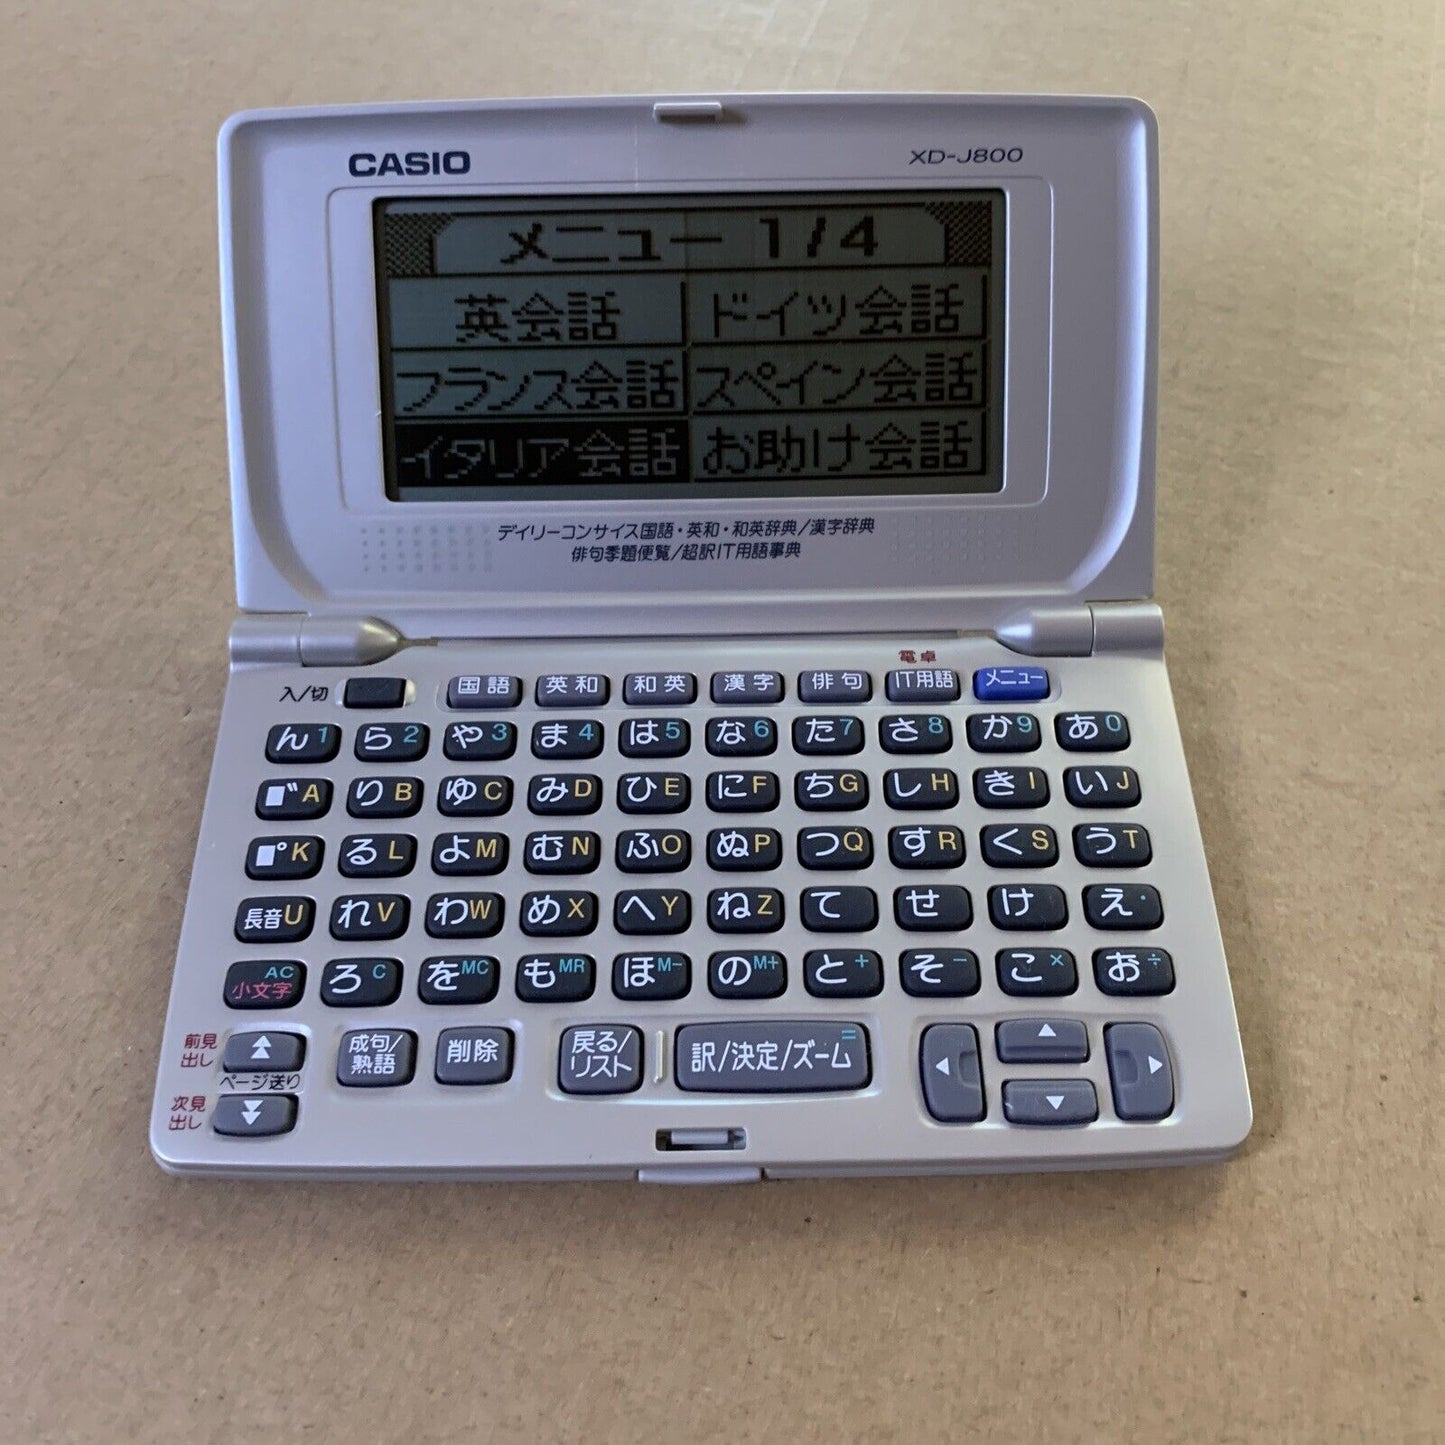 CASIO XD-J800
メニュー 1/4
英会話 ドイツ会話
フランス会話 スペイン会話
イタリア会話 お助け会話
デイリーコンサイス国語・英和・和英辞典/漢字辞典
俳句季題便覧/超訳IT用語事典
電卓
入/切 国語 英和 和英 漢字 俳句 IT用語 メニュー
ん1 ら2 や3 ま4 は5 な6 た7 さ8 か9 あ0
゛A りB ゆC みD ひE にF ちG しH きI いJ
゜K るL よM むN ふO ぬP つQ すR くS うT
長音U れV わW めX へY ねZ て せ け え・
AC
小文字 ろC をMC もMR ほM− のM+ と+ そ− こ× お÷
前見
出し
ページ送り
次見
出し
成句/
熟語
削除
戻る/
リスト
訳/決定/ズーム =